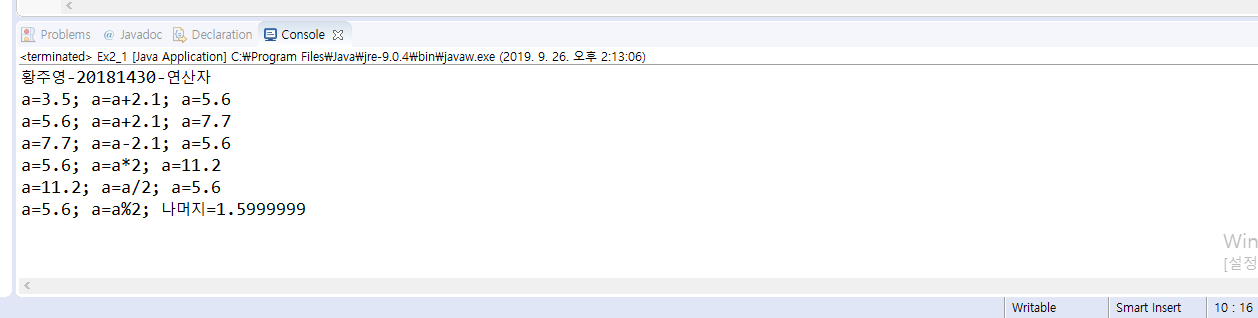 Problems @ Javadoc Declaration Console
<terminated> Ex2_1 [Java Application] C:₩Program Files₩Java₩jre-9.0.4₩bin₩javaw.exe (2019. 9. 26. 오후 2:13:06)
황주영-20181430-연산자
a=3.5; a=a+2.1; a=5.6
a=5.6; a=a+2.1; a=7.7
a=7.7; a=a-2.1; a=5.6
a=5.6; a=a*2; a=11.2
a=11.2; a=a/2; a=5.6
a=5.6; a=a%2; 나머지=1.5999999
Win
[설정
Writable Smart Insert 10 : 16